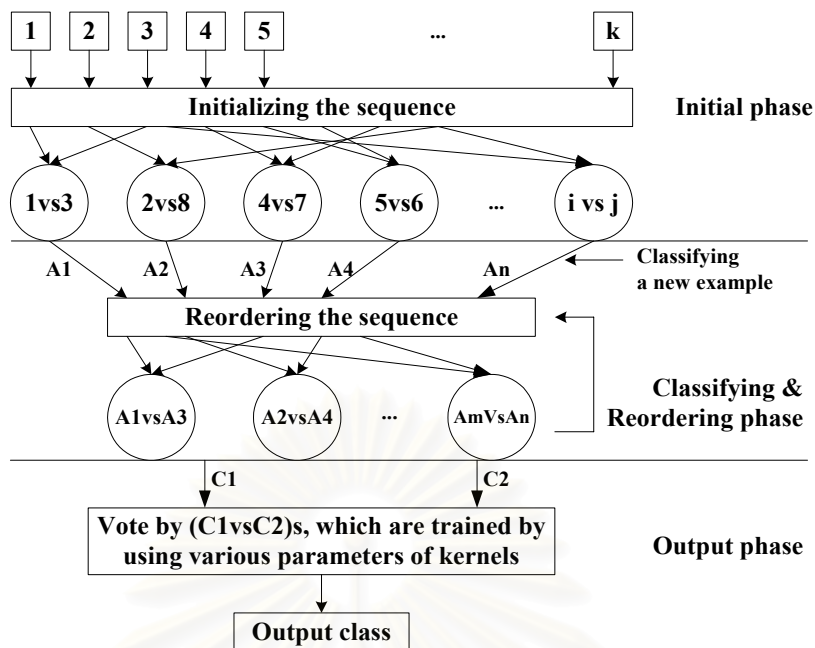 1 2 3 4 5 ... k
Initializing the sequence
Initial phase
1vs3 2vs8 4vs7 5vs6 ... i vs j
A1 A2 A3 A4 An
Classifying
a new example
Reordering the sequence
A1vsA3 A2vsA4 ... AmVsAn
Classifying &
Reordering phase
C1 C2
Vote by (C1vsC2)s, which are trained by
using various parameters of kernels
Output phase
Output class